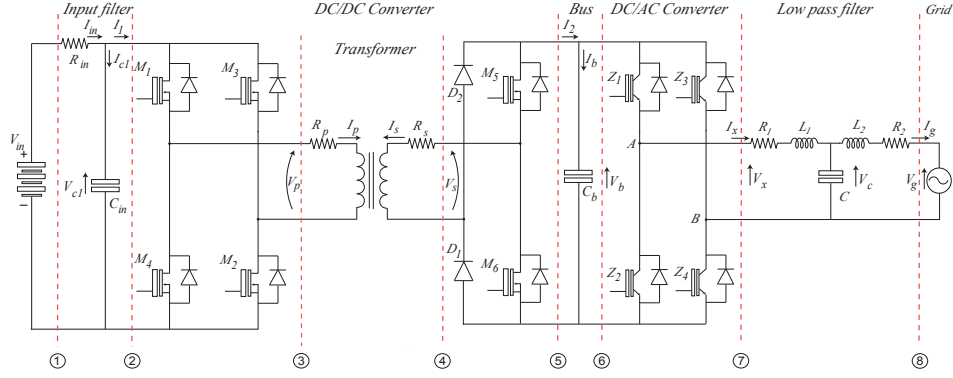 Input filter DC/DC Converter Bus DC/AC Converter Low pass filter Grid
I_in I_1 Transformer I_2
R_in I_c1 M_1 M_3 D_2 M_5 I_b Z_1 Z_3
R_p I_p I_s R_s I_x R_1 L_1 L_2 R_2 I_g
V_in + A
V_c1 C_in V_p V_s C_b V_b V_x C V_c V_g
- B
M_4 M_2 D_1 M_6 Z_2 Z_4
① ② ③ ④ ⑤ ⑥ ⑦ ⑧